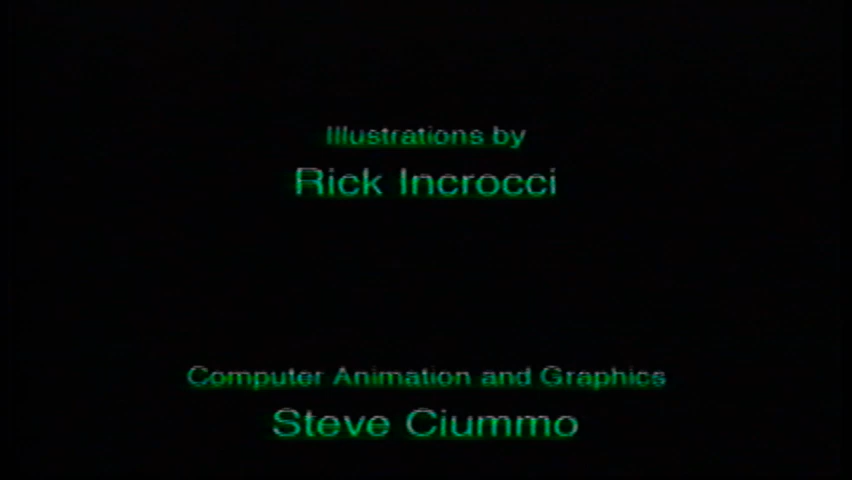 Illustrations by
Rick Incrocci
Computer Animation and Graphics
Steve Ciummo